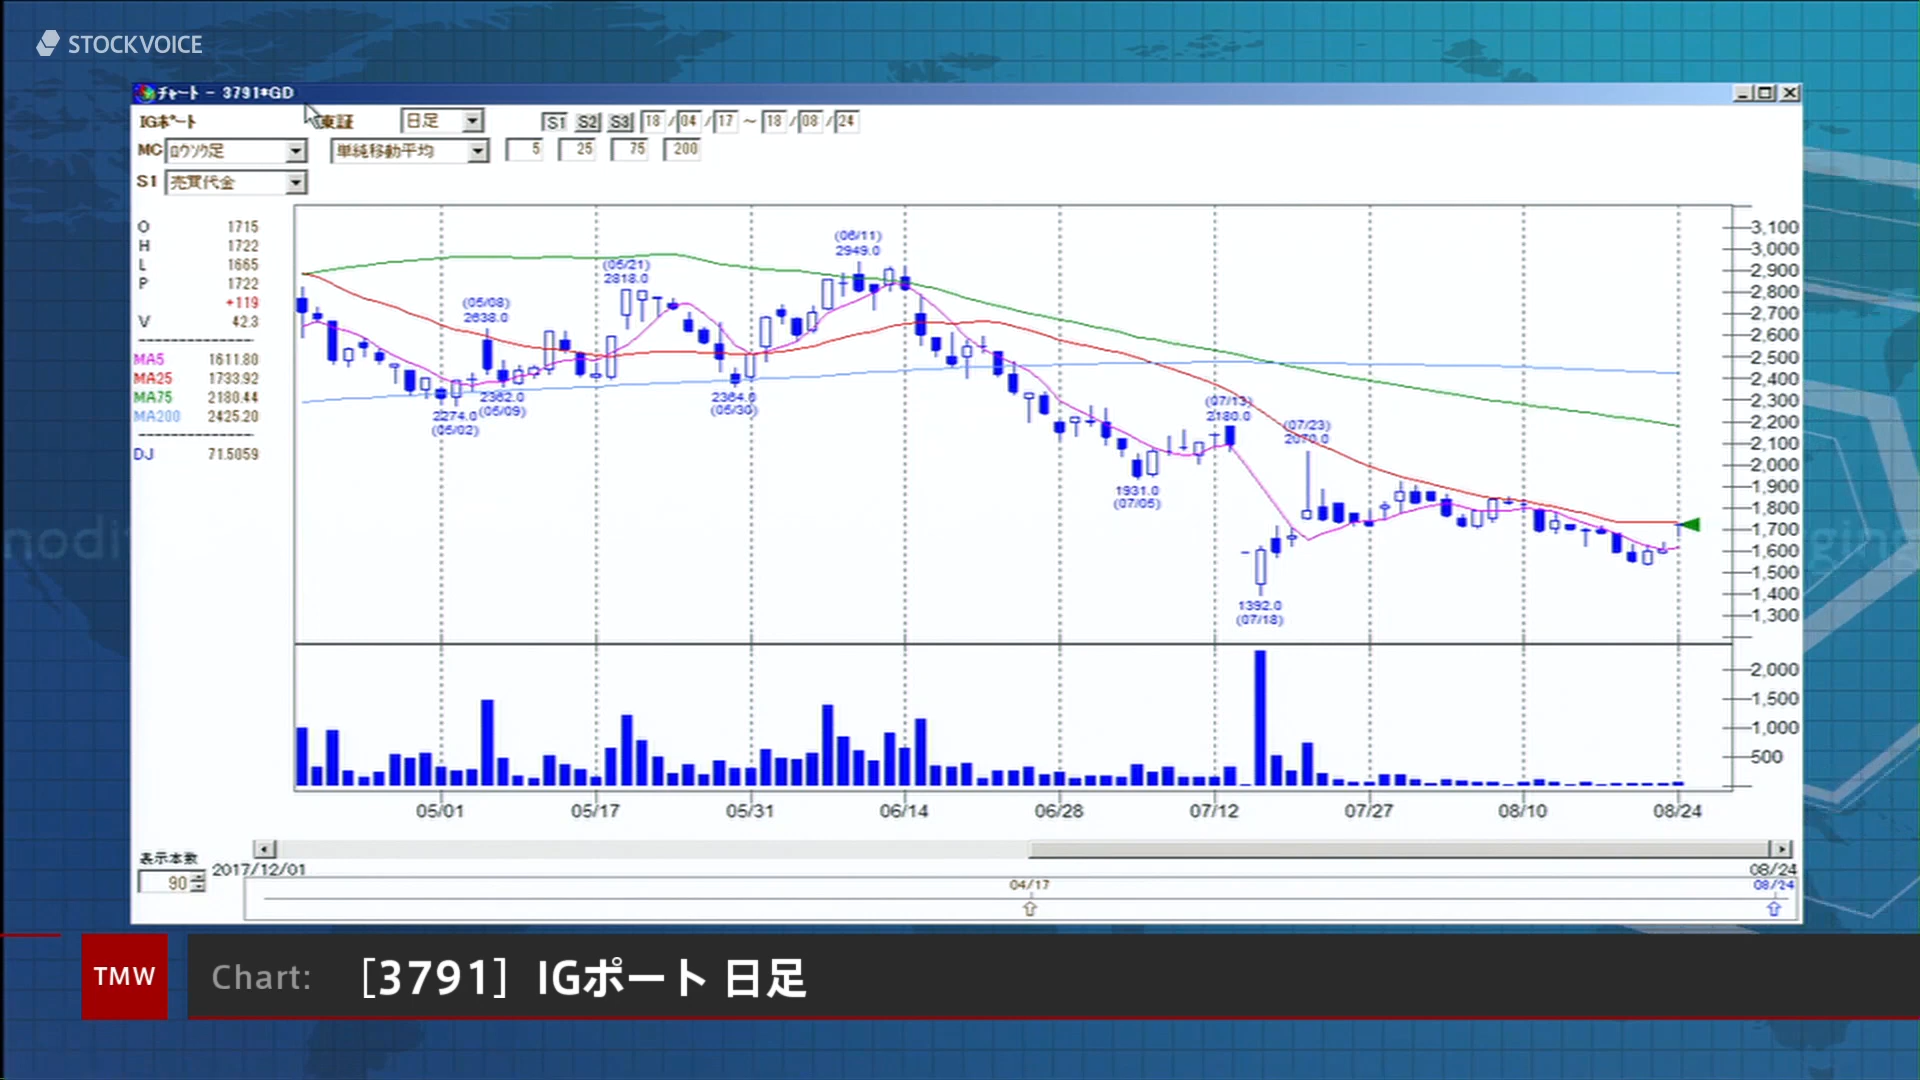 STOCKVOICE
チャート - 3791*GD
IGポート 東証 日足 S1 S2 S3 18 / 04 / 17 ～ 18 / 08 / 24
MC ロウソク足 単純移動平均 5 25 75 200
S1 売買代金
O 1715
H 1722
L 1665
P 1722
+119
V 42.3
MA5 1611.80
MA25 1733.92
MA75 2180.44
MA200 2425.20
DJ 71.5059
(05/08)
2638.0
(05/21)
2818.0
(06/11)
2949.0
2274.0
(05/02)
2362.0
(05/09)
2364.0
(05/30)
1931.0
(07/05)
(07/13)
2180.0
(07/23)
2070.0
1392.0
(07/18)
3,100
3,000
2,900
2,800
2,700
2,600
2,500
2,400
2,300
2,200
2,100
2,000
1,900
1,800
1,700
1,600
1,500
1,400
1,300
2,000
1,500
1,000
500
05/01 05/17 05/31 06/14 06/28 07/12 07/27 08/10 08/24
表示本数
90
2017/12/01 08/24
04/17 08/24
TMW Chart: [3791] IGポート 日足